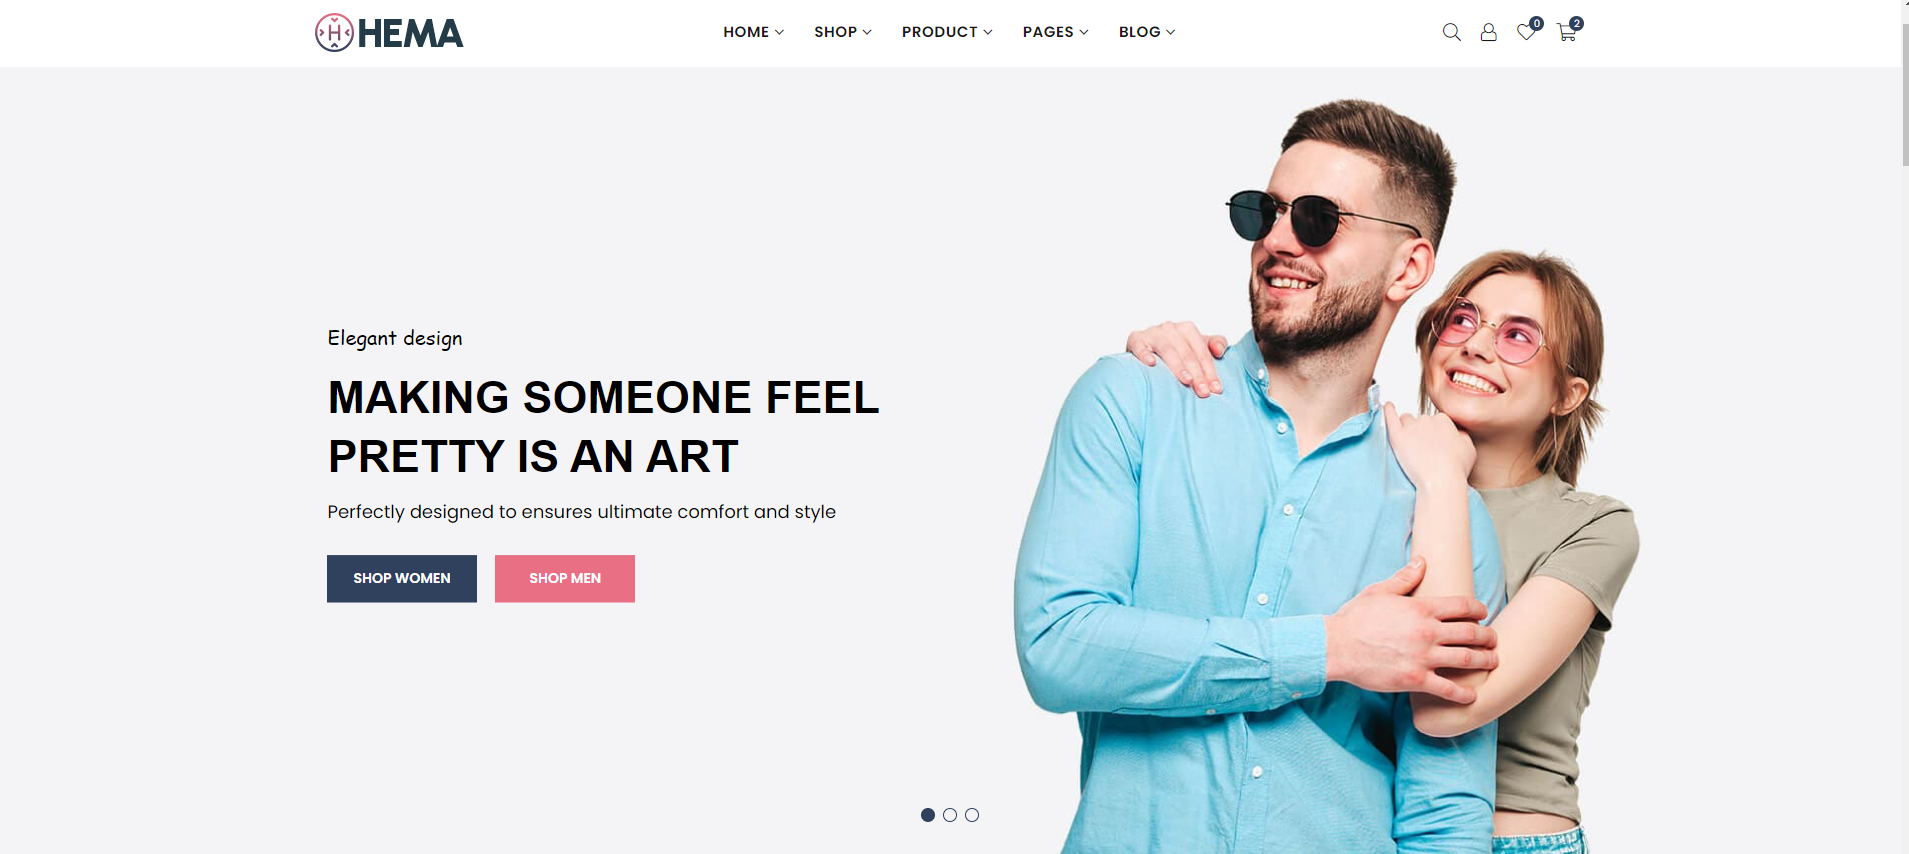 H HEMA
HOME SHOP PRODUCT PAGES BLOG
0 2
Elegant design
MAKING SOMEONE FEEL
PRETTY IS AN ART
Perfectly designed to ensures ultimate comfort and style
SHOP WOMEN SHOP MEN